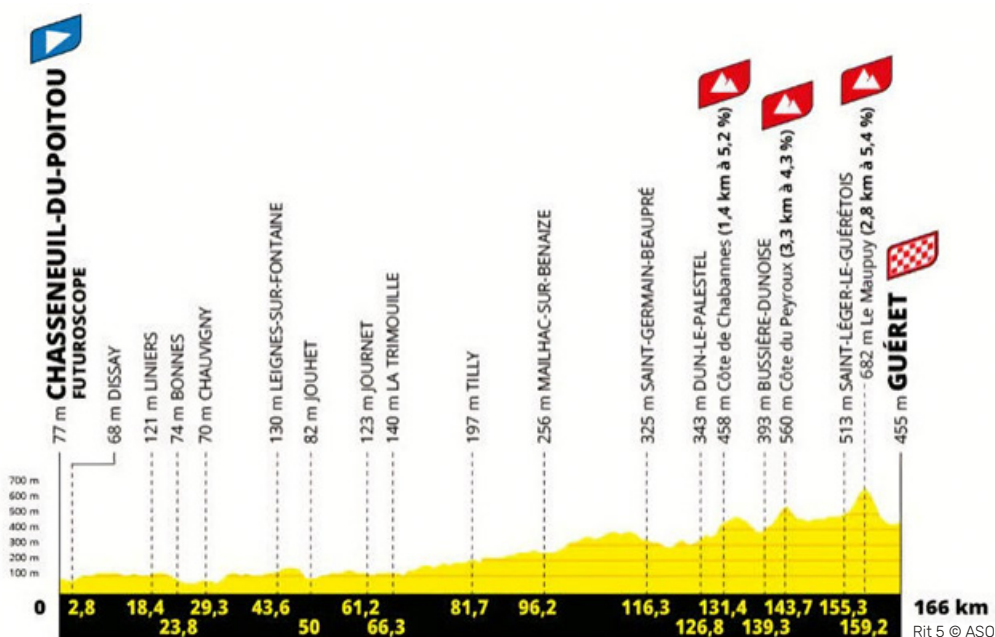 77 m CHASSENEUIL-DU-POITOU
FUTUROSCOPE
68 m DISSAY
121 m LINIERS
74 m BONNES
70 m CHAUVIGNY
130 m LEIGNES-SUR-FONTAINE
82 m JOUHET
123 m JOURNET
140 m LA TRIMOUILLE
197 m TILLY
256 m MAILHAC-SUR-BENAIZE
325 m SAINT-GERMAIN-BEAUPRÉ
343 m DUN-LE-PALESTEL
458 m Côte de Chabannes (1,4 km à 5,2 %)
393 m BUSSIÈRE-DUNOISE
560 m Côte du Peyroux (3,3 km à 4,3 %)
513 m SAINT-LÉGER-LE-GUÉRÉTOIS
682 m Le Maupuy (2,8 km à 5,4 %)
455 m GUÉRET
700 m
600 m
500 m
400 m
300 m
200 m
100 m
0 2,8 18,4 29,3 43,6 61,2 81,7 96,2 116,3 131,4 143,7 155,3 166 km
23,8 50 66,3 126,8 139,3 159,2
Rit 5 © ASO